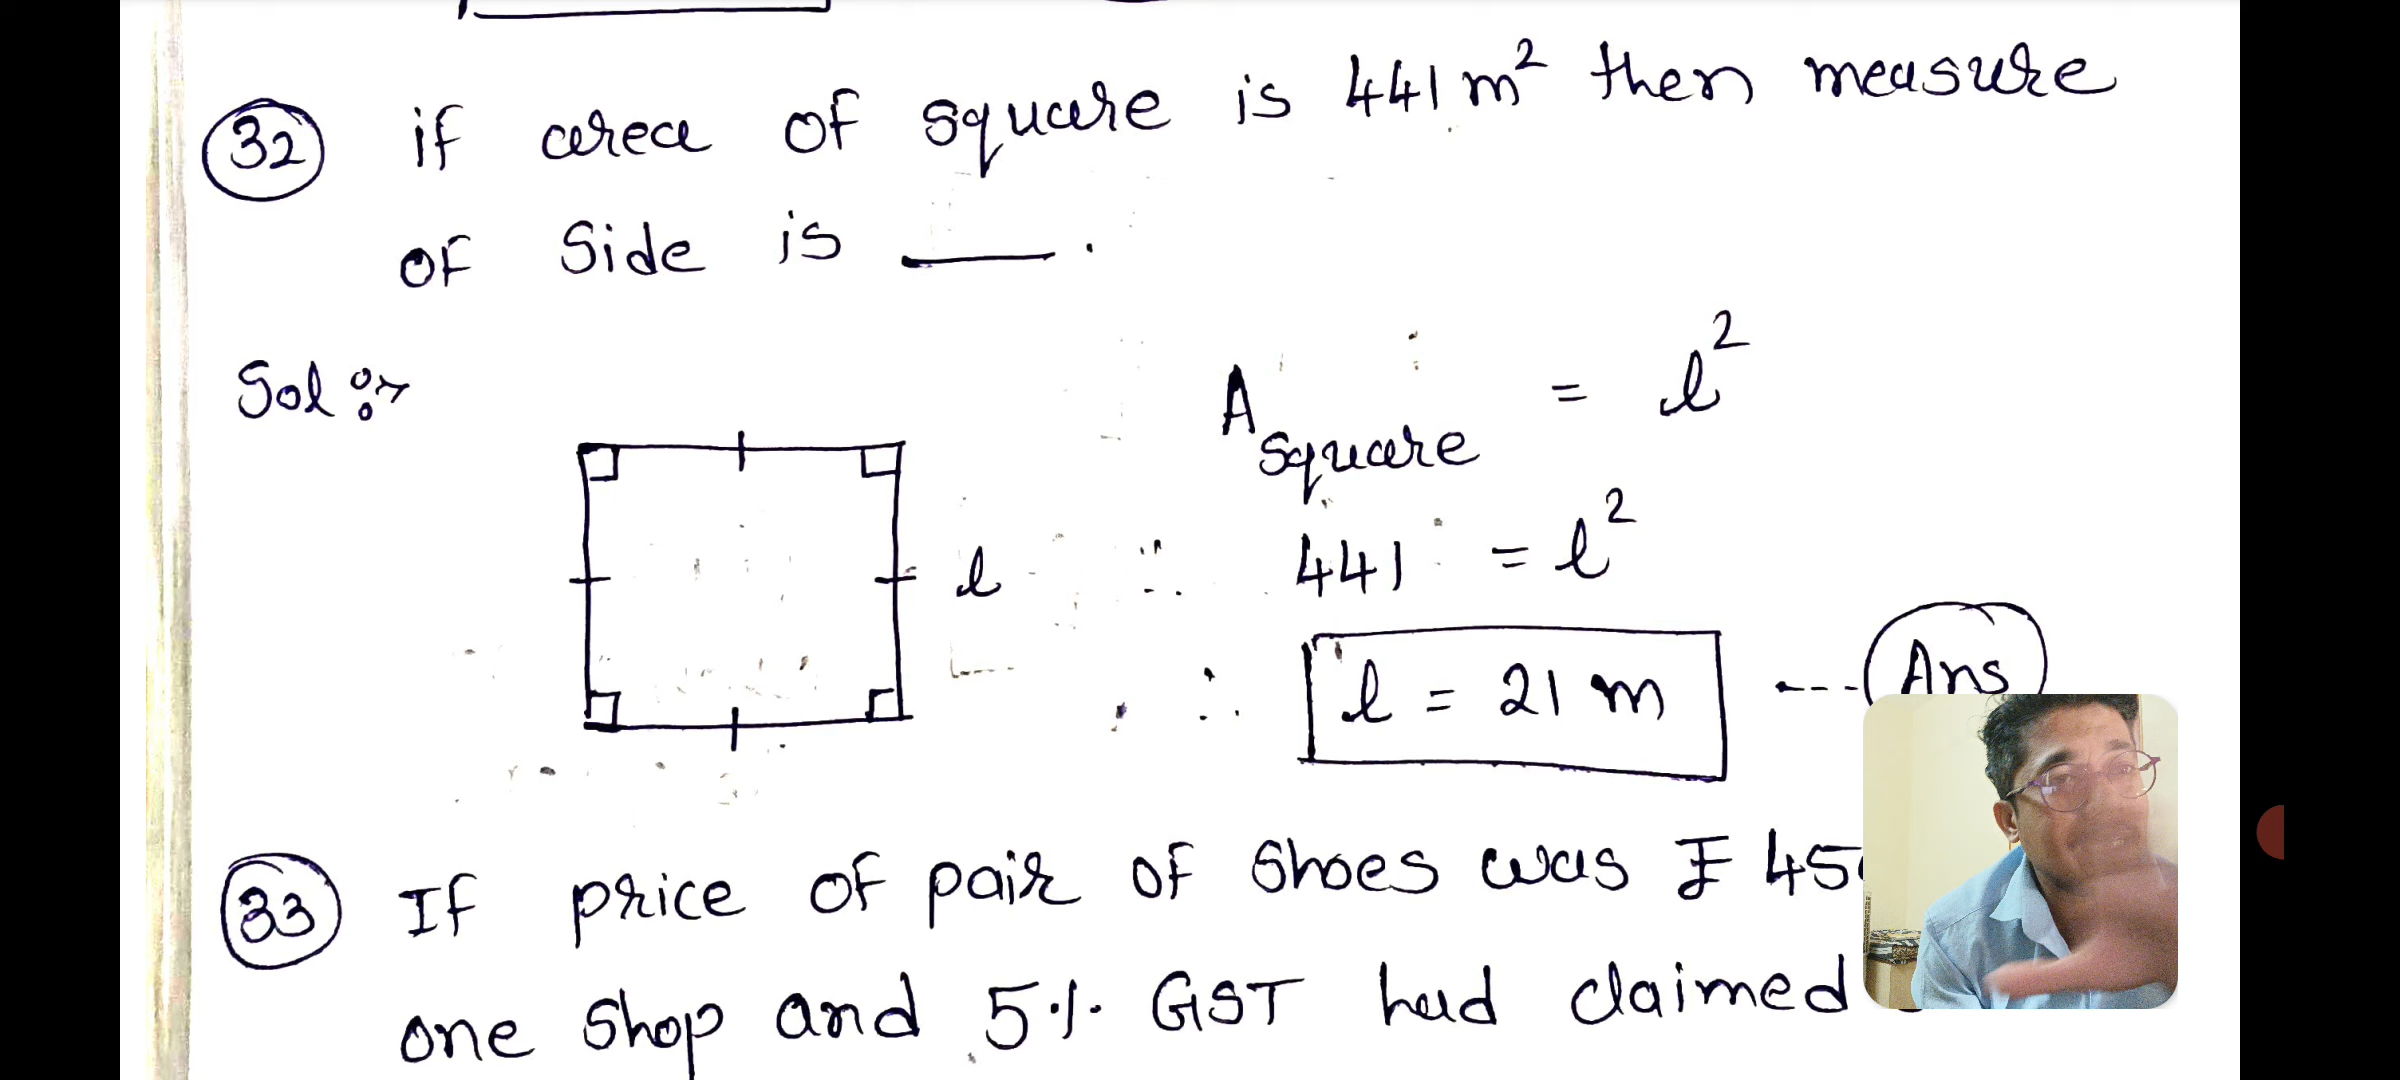 32 if area of square is 441 m² then measure
of side is ___.
Sol :→
A square = l²
l
∴ 441 = l²
∴ l = 21 m --- Ans
33 If price of pair of shoes was ₹
one shop and 5% GST had claimed